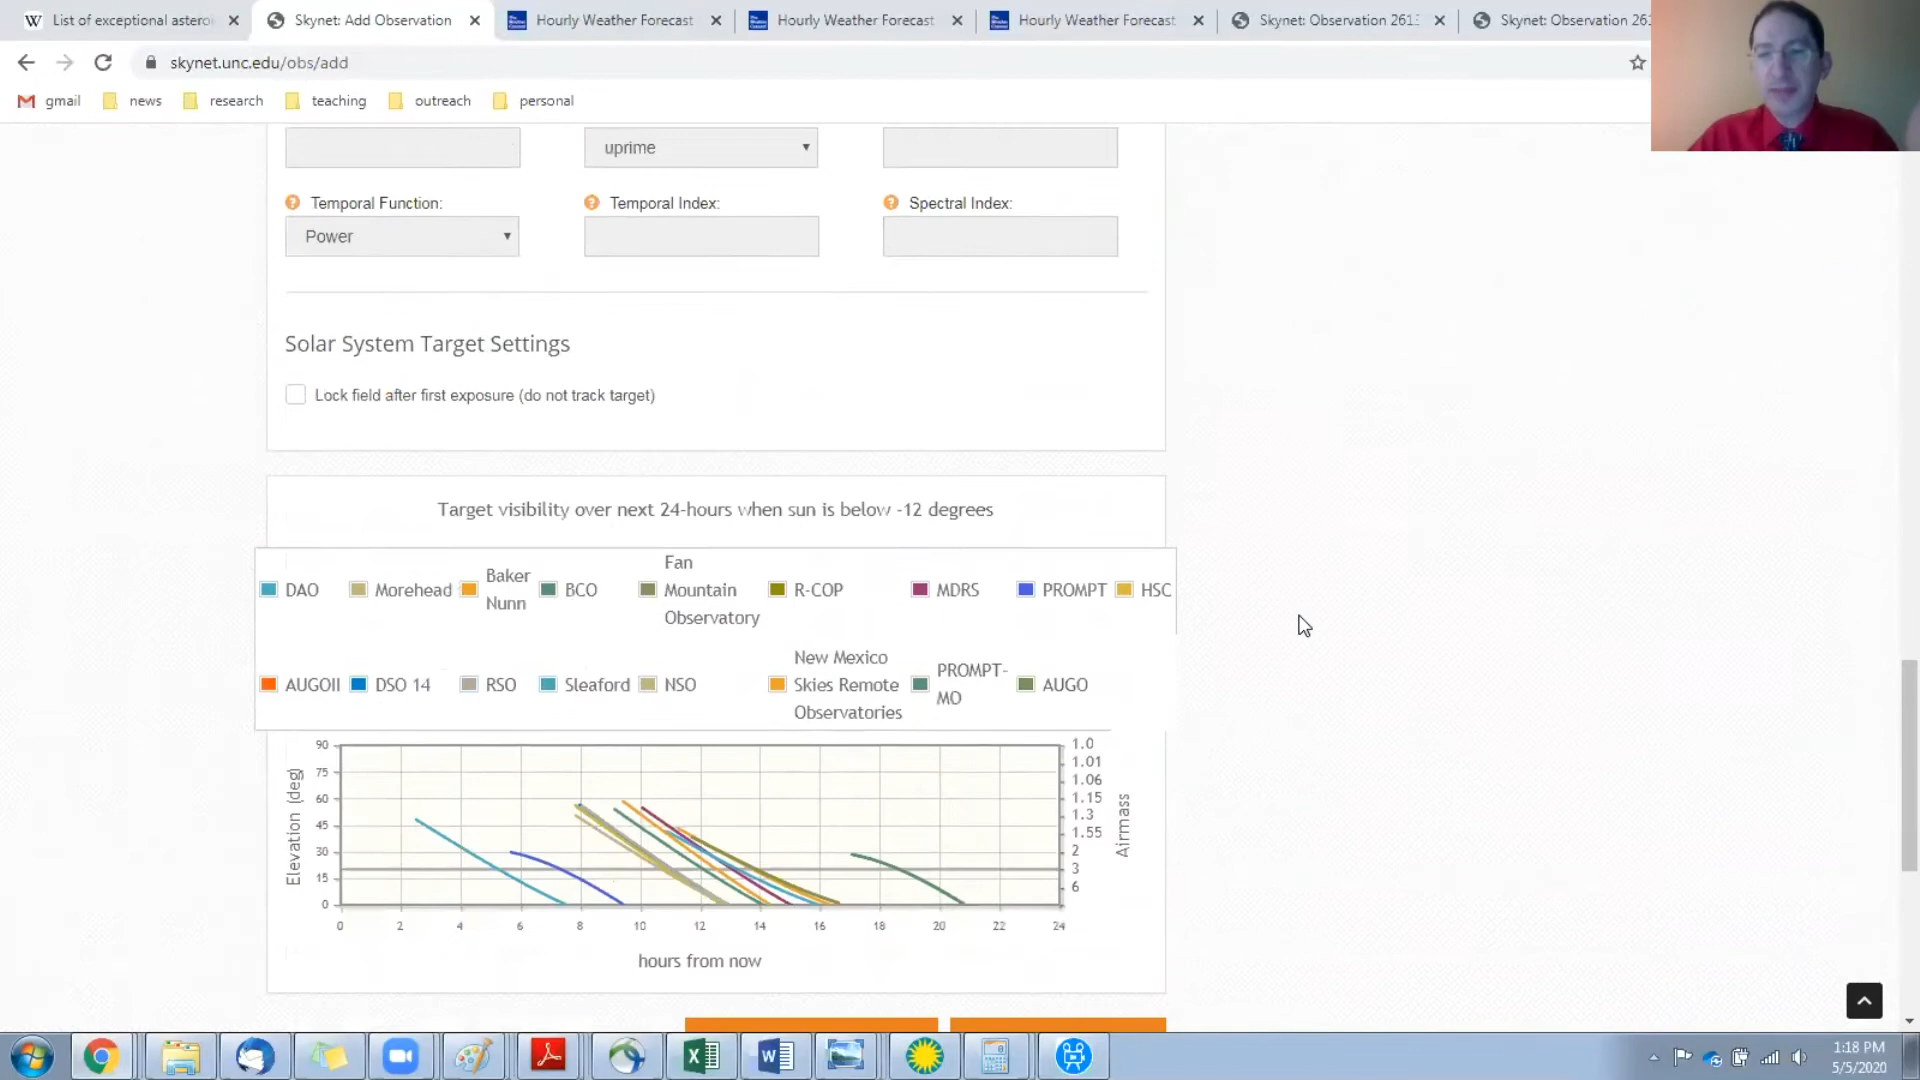 List of exceptional asteroi
Skynet: Add Observation
Hourly Weather Forecast
Hourly Weather Forecast
Hourly Weather Forecast
Skynet: Observation 261
Skynet: Observation 261
skynet.unc.edu/obs/add
gmail
news
research
teaching
outreach
personal
uprime
Temporal Function:
Temporal Index:
Spectral Index:
Power
Solar System Target Settings
Lock field after first exposure (do not track target)
Target visibility over next 24-hours when sun is below -12 degrees
DAO
Morehead
Baker
Nunn
BCO
Fan
Mountain
Observatory
R-COP
MDRS
PROMPT
HSC
AUGOII
DSO 14
RSO
Sleaford
NSO
New Mexico
Skies Remote
Observatories
PROMPT-
MO
AUGO
Elevation (deg)
90
75
60
45
30
15
0
1.0
1.01
1.06
1.15
1.3
1.55
2
3
6
Airmass
0 2 4 6 8 10 12 14 16 18 20 22 24
hours from now
1:18 PM
5/5/2020